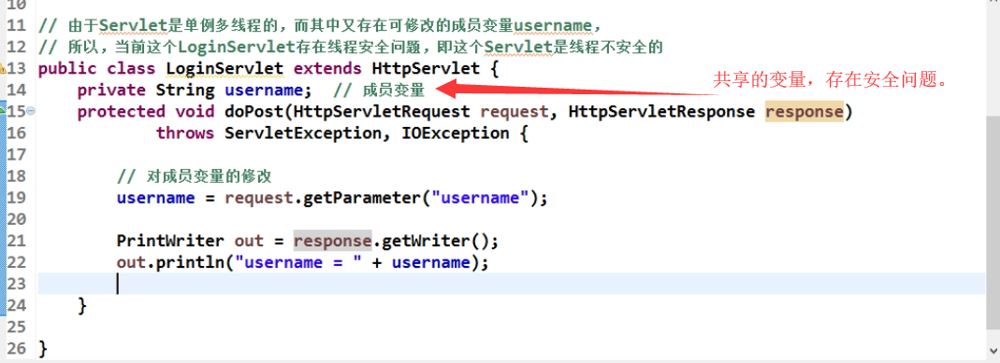 10
11 // 由于Servlet是单例多线程的，而其中又存在可修改的成员变量username，
12 // 所以，当前这个LoginServlet存在线程安全问题，即这个Servlet是线程不安全的
13 public class LoginServlet extends HttpServlet {
14 private String username; // 成员变量 共享的变量，存在安全问题。
15 protected void doPost(HttpServletRequest request, HttpServletResponse response)
16 throws ServletException, IOException {
17
18 // 对成员变量的修改
19 username = request.getParameter("username");
20
21 PrintWriter out = response.getWriter();
22 out.println("username = " + username);
23
24 }
25
26 }